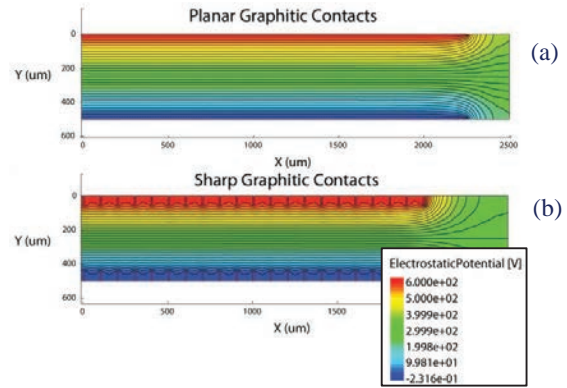 Planar Graphitic Contacts
0
200
Y (um)
400
600
0
500
1000
1500
2000
2500
X (um)
(a)
Sharp Graphitic Contacts
0
200
Y (um)
400
600
0
500
1000
1500
X (um)
(b)
ElectrostaticPotential [V]
6.000e+02
5.000e+02
3.999e+02
2.999e+02
1.998e+02
9.981e+01
-2.316e-01